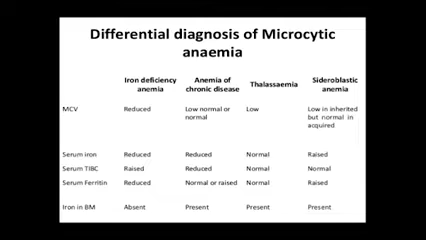 Differential diagnosis of Microcytic
anaemia
Iron deficiency anemia Anemia of chronic disease Thalassaemia Sideroblastic anemia
MCV Reduced Low normal or normal Low Low in inherited but normal in acquired
Serum iron Reduced Reduced Normal Raised
Serum TIBC Raised Reduced Normal Normal
Serum Ferritin Reduced Normal or raised Normal Raised
Iron in BM Absent Present Present Present